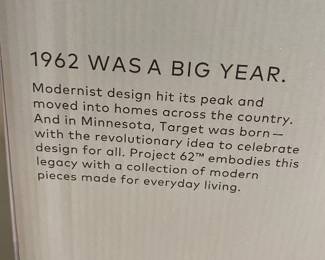 1962 WAS A BIG YEAR.
Modernist design hit its peak and
moved into homes across the country.
And in Minnesota, Target was born—
with the revolutionary idea to celebrate
design for all. Project 62™ embodies this
legacy with a collection of modern
pieces made for everyday living.